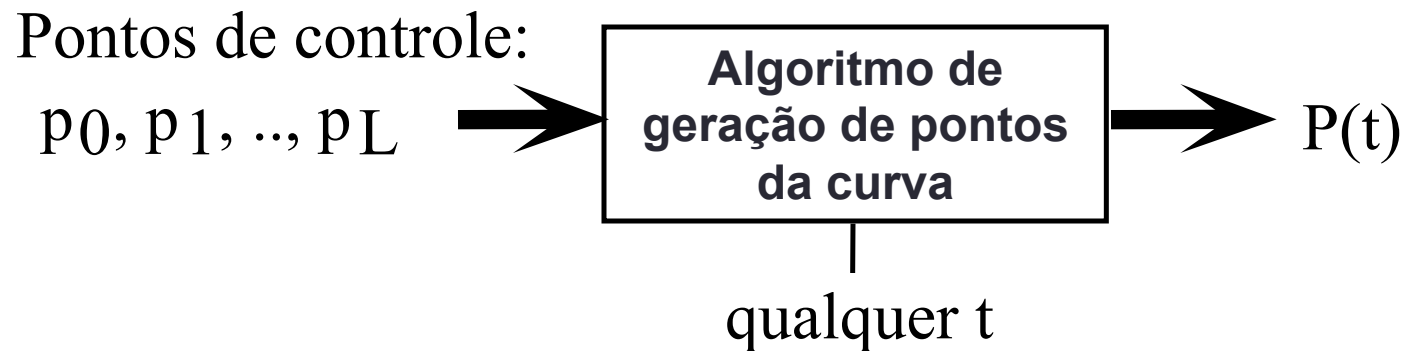 Pontos de controle:
p0, p1, .., pL
Algoritmo de
geração de pontos
da curva
P(t)
qualquer t